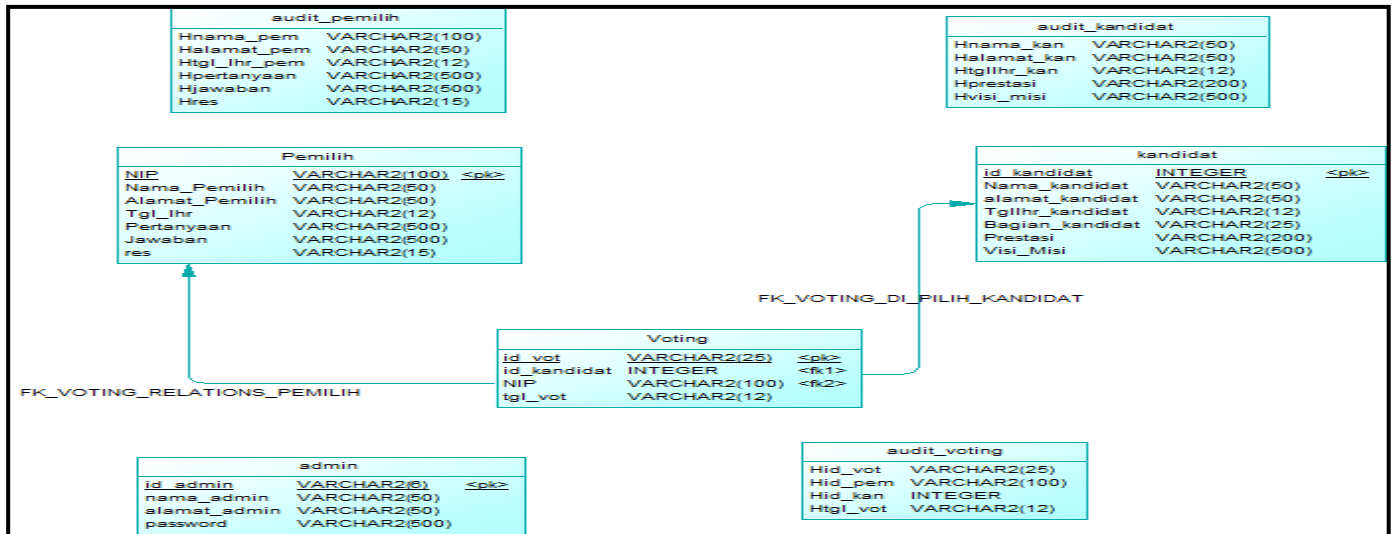 audit_pemilih
Hnama_pem VARCHAR2(100)
Halamat_pem VARCHAR2(50)
Htgl_lhr_pem VARCHAR2(12)
Hpertanyaan VARCHAR2(500)
Hjawaban VARCHAR2(500)
Hres VARCHAR2(15)
audit_kandidat
Hnama_kan VARCHAR2(50)
Halamat_kan VARCHAR2(50)
Htgllhr_kan VARCHAR2(12)
Hprestasi VARCHAR2(200)
Hvisi_misi VARCHAR2(500)
Pemilih
NIP VARCHAR2(100) <pk>
Nama_Pemilih VARCHAR2(50)
Alamat_Pemilih VARCHAR2(50)
Tgl_lhr VARCHAR2(12)
Pertanyaan VARCHAR2(500)
Jawaban VARCHAR2(500)
res VARCHAR2(15)
kandidat
id_kandidat INTEGER <pk>
Nama_kandidat VARCHAR2(50)
alamat_kandidat VARCHAR2(50)
Tgllhr_kandidat VARCHAR2(12)
Bagian_kandidat VARCHAR2(25)
Prestasi VARCHAR2(200)
Visi_Misi VARCHAR2(500)
FK_VOTING_DI_PILIH_KANDIDAT
Voting
id_vot VARCHAR2(25) <pk>
id_kandidat INTEGER <fk1>
NIP VARCHAR2(100) <fk2>
tgl_vot VARCHAR2(12)
FK_VOTING_RELATIONS_PEMILIH
admin
id_admin VARCHAR2(6) <pk>
nama_admin VARCHAR2(50)
alamat_admin VARCHAR2(50)
password VARCHAR2(500)
audit_voting
Hid_vot VARCHAR2(25)
Hid_pem VARCHAR2(100)
Hid_kan INTEGER
Htgl_vot VARCHAR2(12)